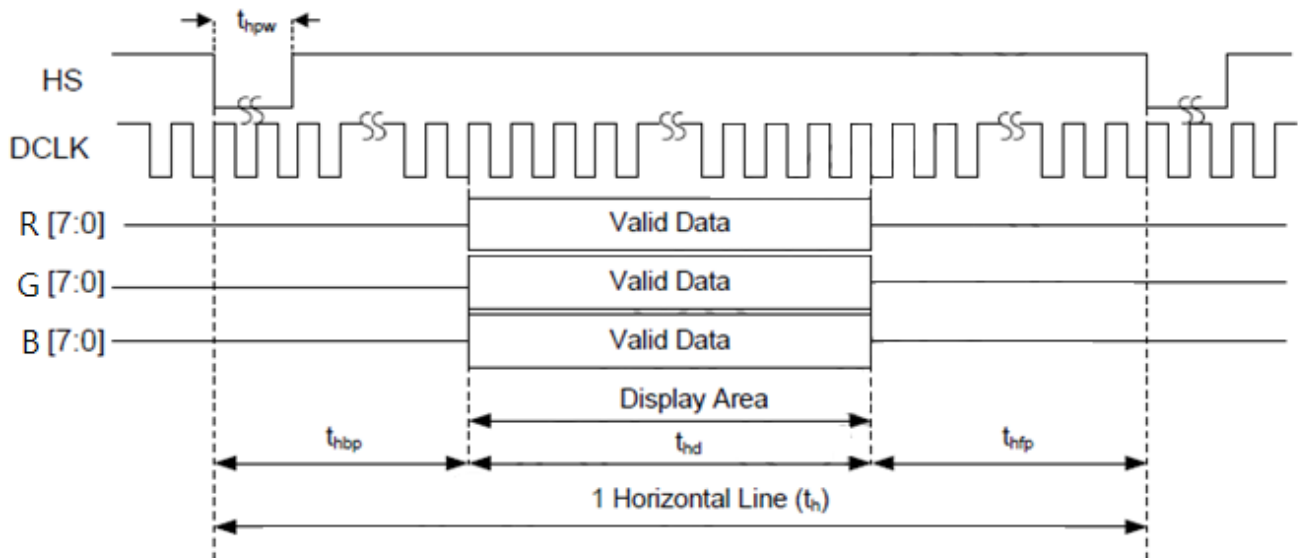 thpw
HS
DCLK
R [7:0] Valid Data
G [7:0] Valid Data
B [7:0] Valid Data
Display Area
thbp thd thfp
1 Horizontal Line (th)